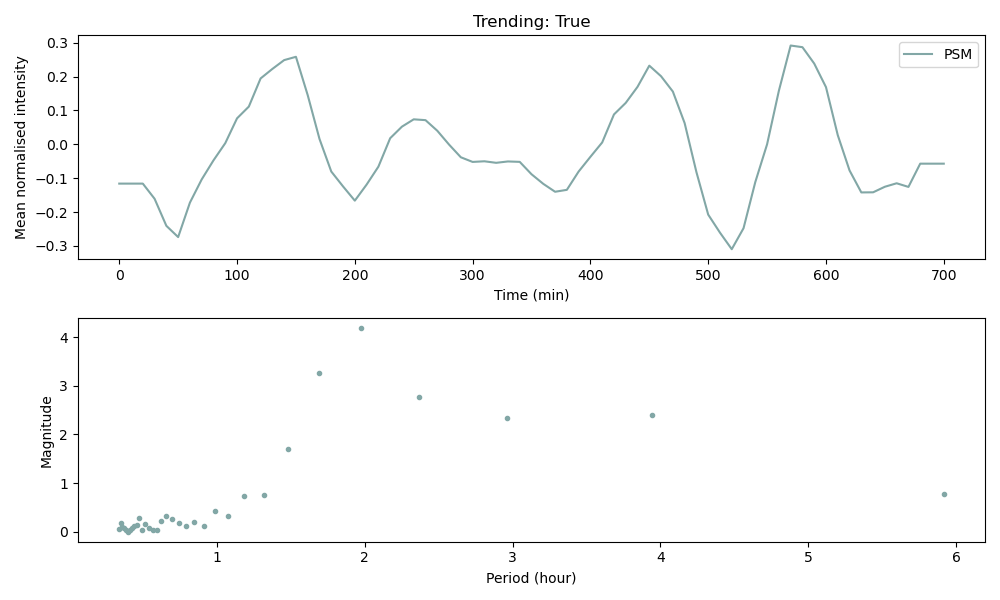 Trending: True
Mean normalised intensity
0.3
0.2
0.1
0.0
−0.1
−0.2
−0.3
PSM
0 100 200 300 400 500 600 700
Time (min)
Magnitude
4
3
2
1
0
1 2 3 4 5 6
Period (hour)